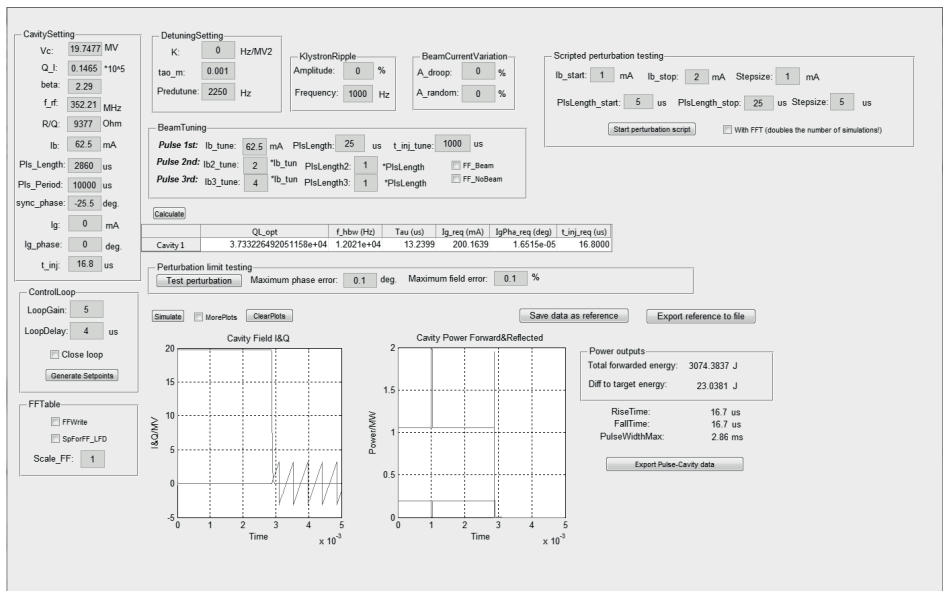 CavitySetting
Vc: 19.7477 MV
Q_l: 0.1465 *10^5
beta: 2.29
f_rf: 352.21 MHz
R/Q: 9377 Ohm
Ib: 62.5 mA
Pls_Length: 2860 us
Pls_Period: 10000 us
sync_phase: -25.5 deg.
Ig: 0 mA
Ig_phase: 0 deg.
t_inj: 16.8 us
ControlLoop
LoopGain: 5
LoopDelay: 4 us
Close loop
Generate Setpoints
FFTable
FFWrite
SpForFF_LFD
Scale_FF: 1
DetuningSetting
K: 0 Hz/MV2
tao_m: 0.001
Predutune: 2250 Hz
KlystronRipple
Amplitude: 0 %
Frequency: 1000 Hz
BeamCurrentVariation
A_droop: 0 %
A_random: 0 %
Scripted perturbation testing
Ib_start: 1 mA Ib_stop: 2 mA Stepsize: 1 mA
PlsLength_start: 5 us PlsLength_stop: 25 us Stepsize: 5 us
Start perturbation script With FFT (doubles the number of simulations!)
BeamTuning
Pulse 1st: Ib_tune: 62.5 mA PlsLength: 25 us t_inj_tune: 1000 us
Pulse 2nd: Ib2_tune: 2 *Ib_tun PlsLength2: 1 *PlsLength FF_Beam
Pulse 3rd: Ib3_tune: 4 *Ib_tun PlsLength3: 1 *PlsLength FF_NoBeam
Calculate
QL_opt f_hbw (Hz) Tau (us) Ig_req (mA) IgPha_req (deg) t_inj_req (us)
Cavity 1 3.733226492051158e+04 1.2021e+04 13.2399 200.1639 1.6515e-05 16.8000
Perturbation limit testing
Test perturbation Maximum phase error: 0.1 deg. Maximum field error: 0.1 %
Simulate MorePlots ClearPlots
Save data as reference Export reference to file
Cavity Field I&Q
I&Q/MV
20
15
10
5
0
-5
0 1 2 3 4 5
Time
x 10-3
Cavity Power Forward&Reflected
Power/MW
2
1.5
1
0.5
0
0 1 2 3 4 5
Time
x 10-3
Power outputs
Total forwarded energy: 3074.3837 J
Diff to target energy: 23.0381 J
RiseTime: 16.7 us
FallTime: 16.7 us
PulseWidthMax: 2.86 ms
Export Pulse-Cavity data